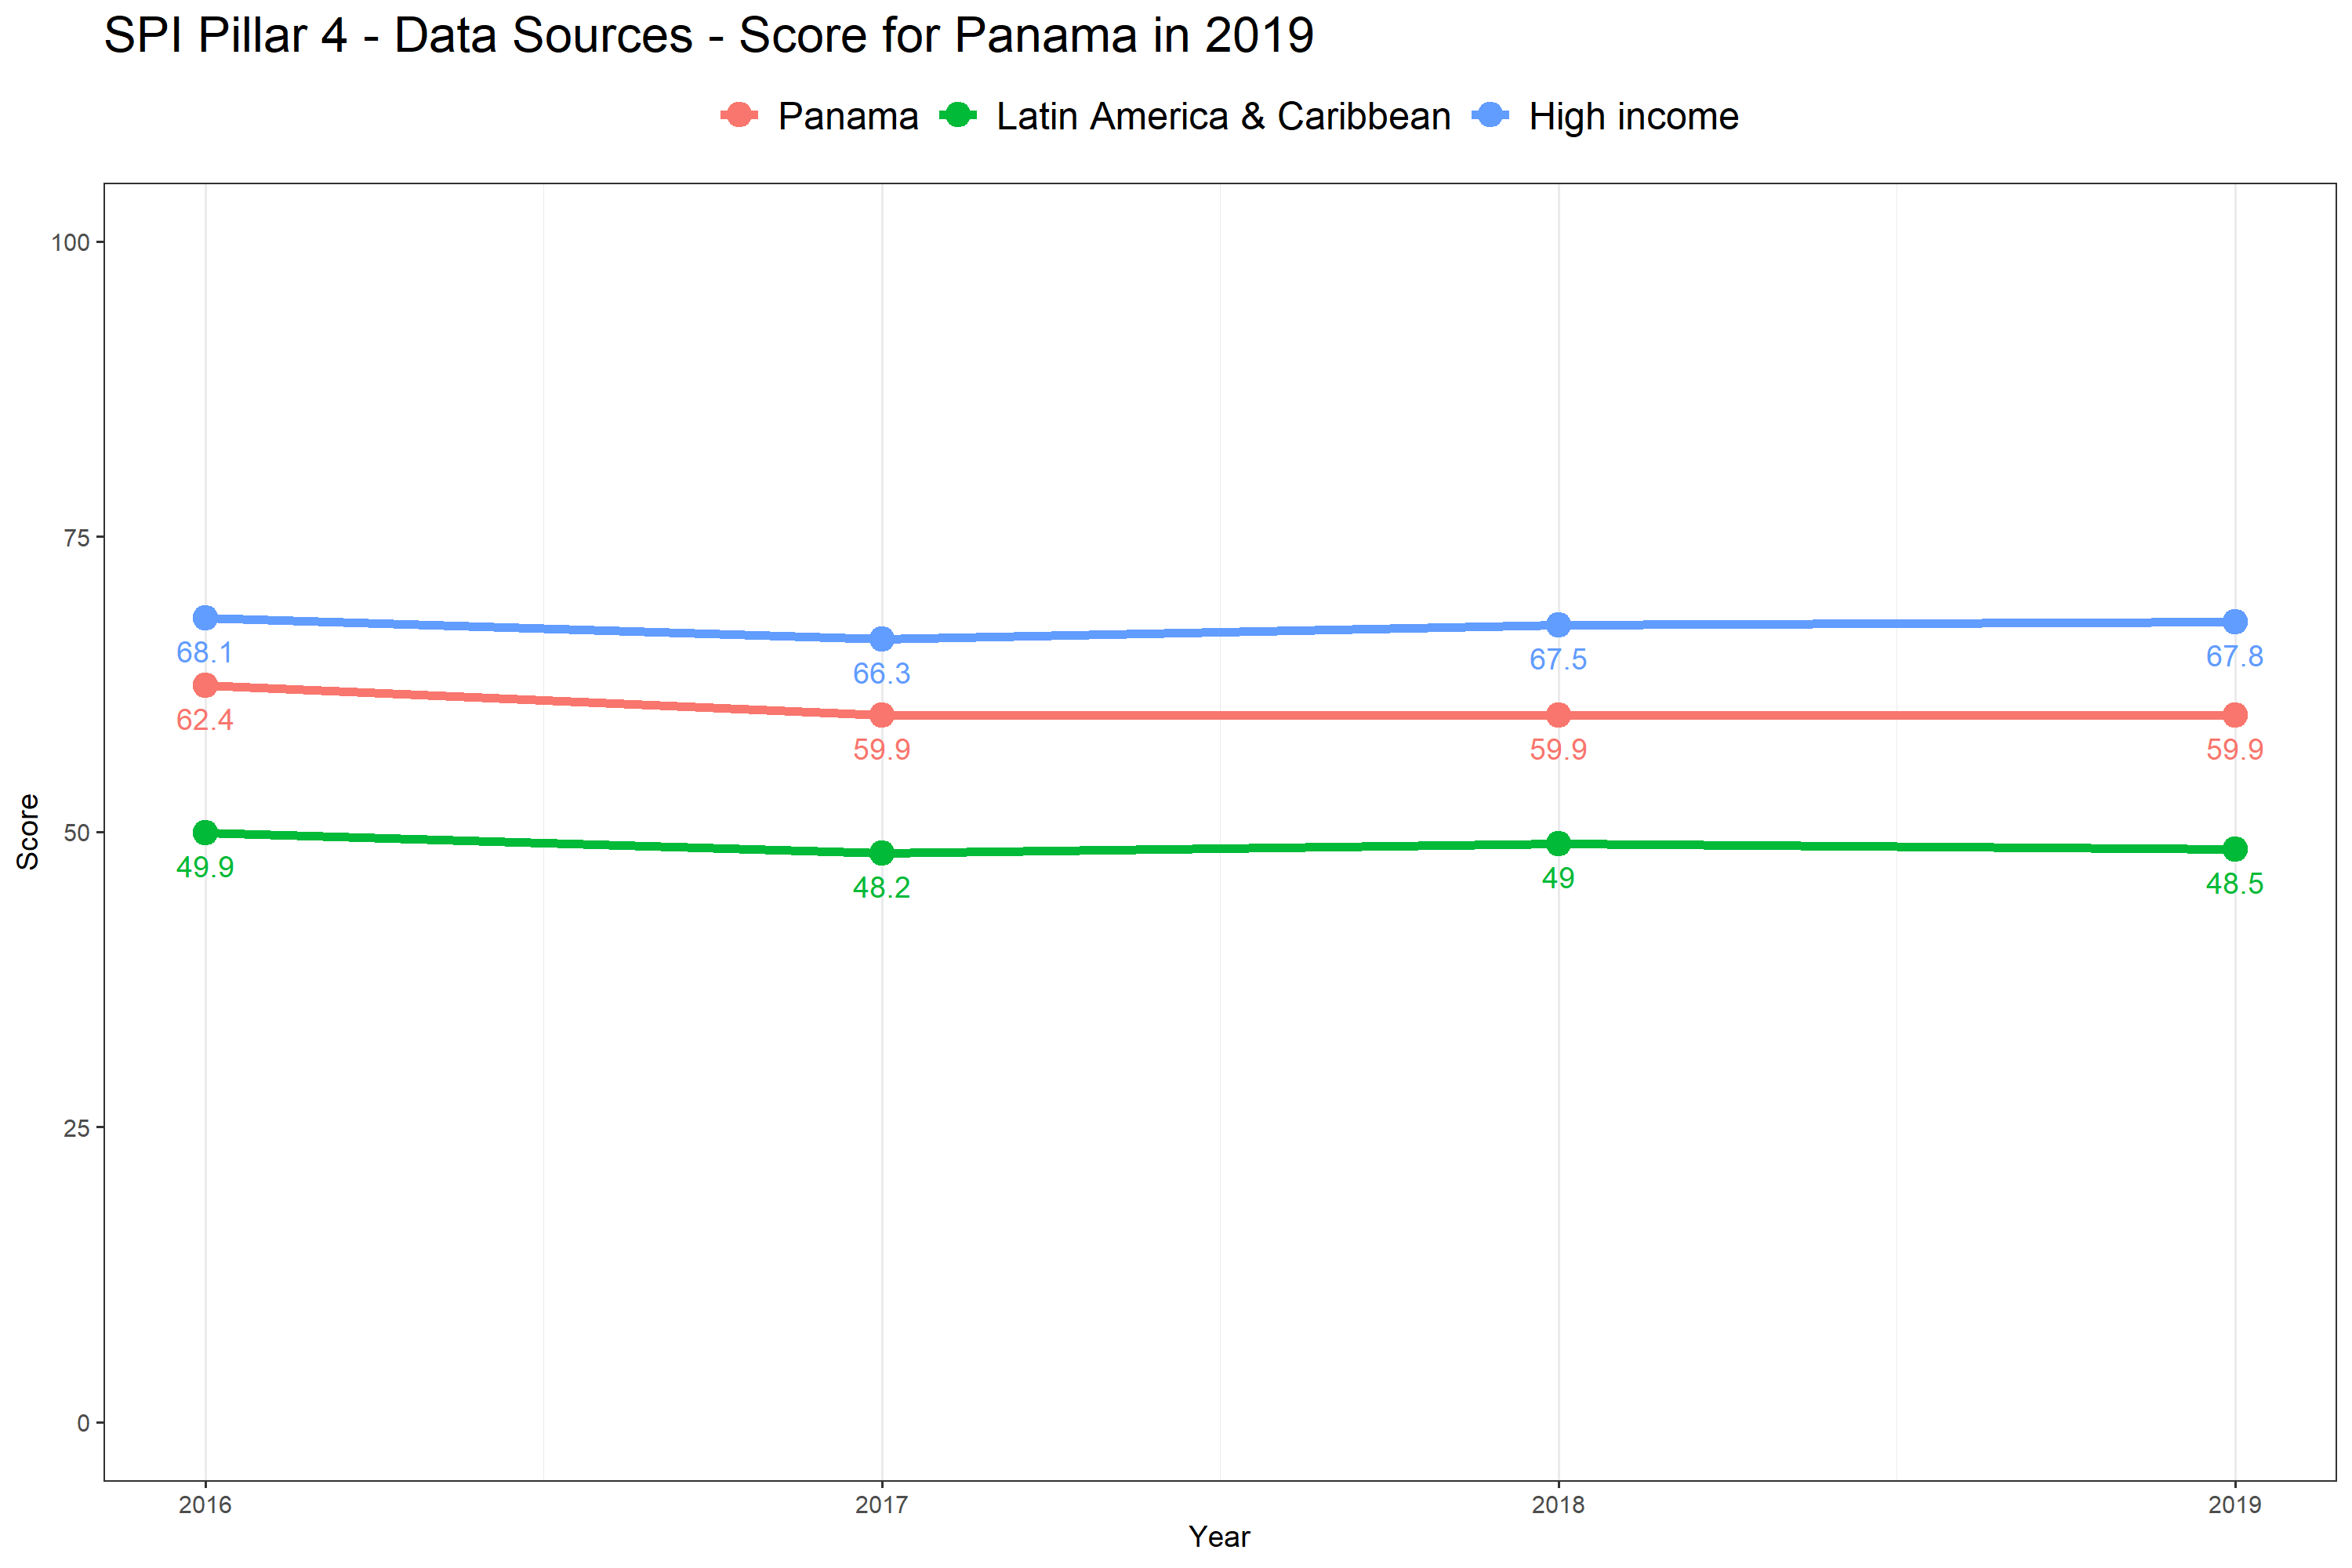 SPI Pillar 4 - Data Sources - Score for Panama in 2019
Panama Latin America & Caribbean High income
100
75
50
25
0
Score
68.1 66.3 67.5 67.8
62.4 59.9 59.9 59.9
49.9 48.2 49 48.5
2016 2017 2018 2019
Year